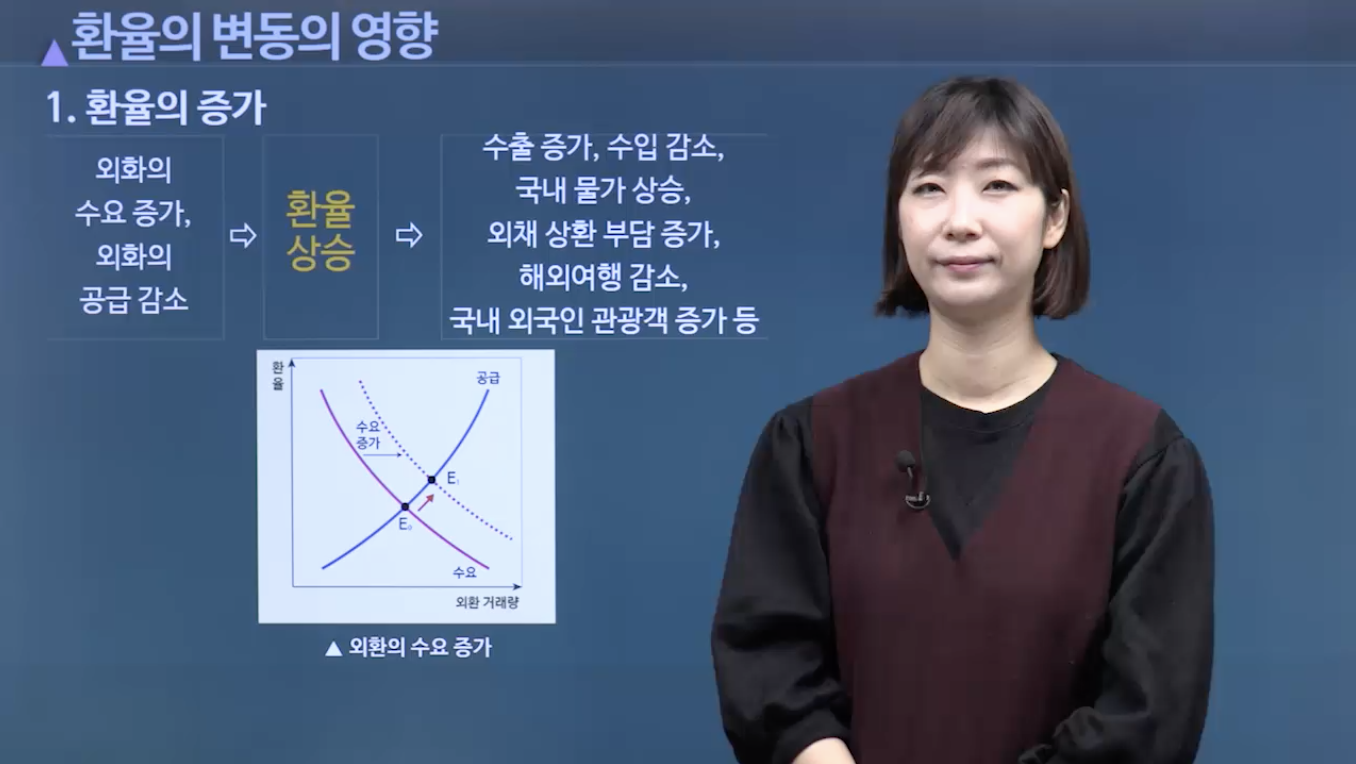 ▲환율의 변동의 영향
1. 환율의 증가
외화의
수요 증가,
외화의
공급 감소
⇨
환율
상승
⇨
수출 증가, 수입 감소,
국내 물가 상승,
외채 상환 부담 증가,
해외여행 감소,
국내 외국인 관광객 증가 등
환
율
공급
수요
증가
E₁
E₀
수요
외환 거래량
▲ 외환의 수요 증가